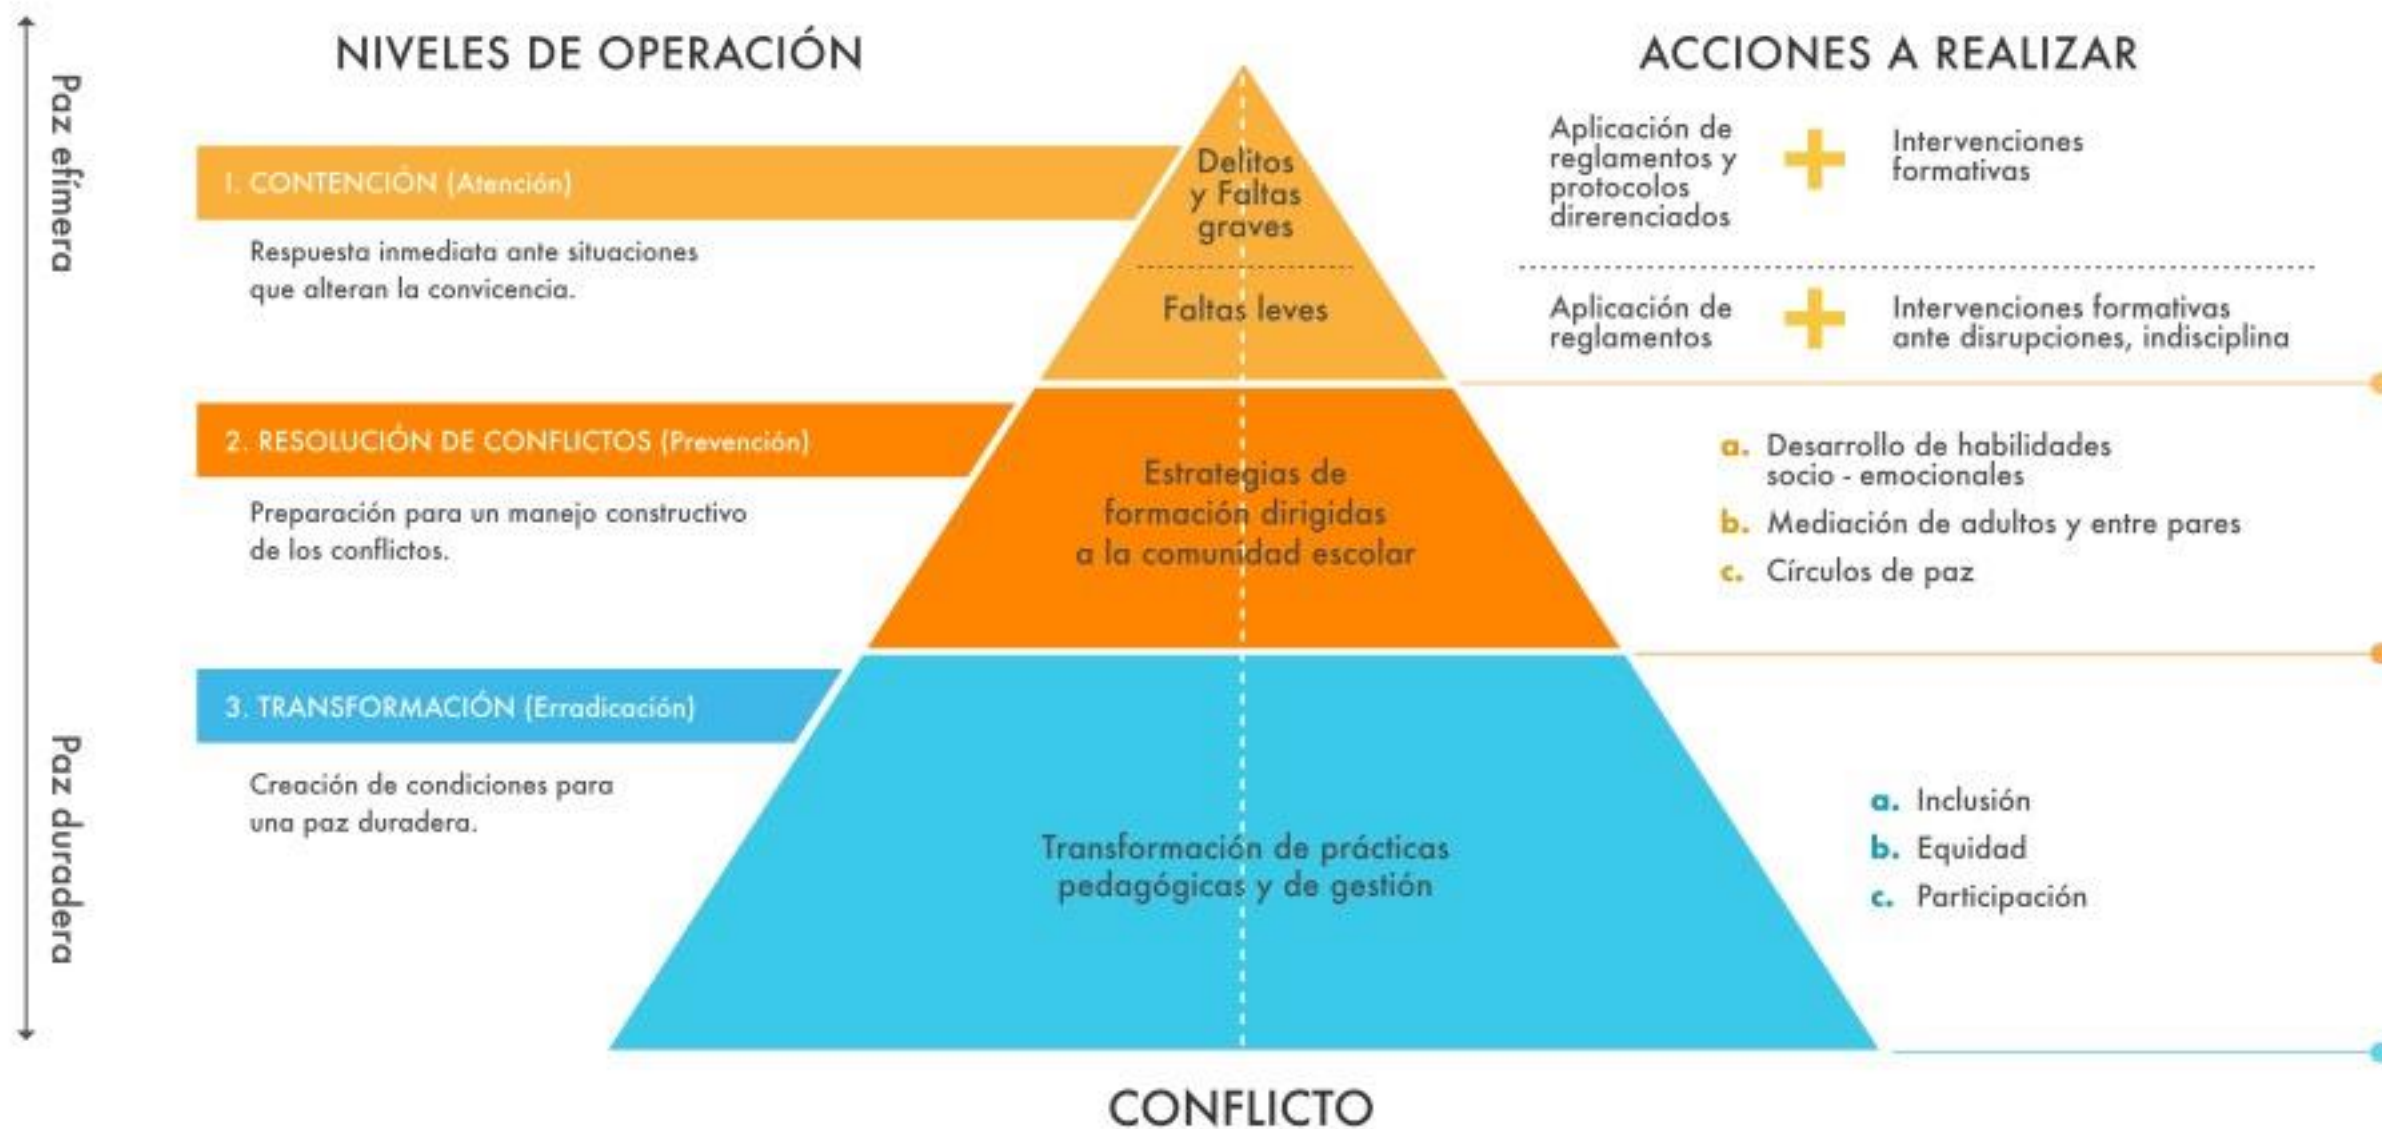 NIVELES DE OPERACIÓN
ACCIONES A REALIZAR
Paz efímera
Paz duradera
1. CONTENCIÓN (Atención)
Respuesta inmediata ante situaciones
que alteran la convicencia.
Delitos
y Faltas
graves
Faltas leves
Aplicación de
reglamentos y
protocolos
direrenciados
+
Intervenciones
formativas
Aplicación de
reglamentos
+
Intervenciones formativas
ante disrupciones, indisciplina
2. RESOLUCIÓN DE CONFLICTOS (Prevención)
Preparación para un manejo constructivo
de los conflictos.
Estrategias de
formación dirigidas
a la comunidad escolar
a. Desarrollo de habilidades
socio - emocionales
b. Mediación de adultos y entre pares
c. Círculos de paz
3. TRANSFORMACIÓN (Erradicación)
Creación de condiciones para
una paz duradera.
Transformación de prácticas
pedagógicas y de gestión
a. Inclusión
b. Equidad
c. Participación
CONFLICTO